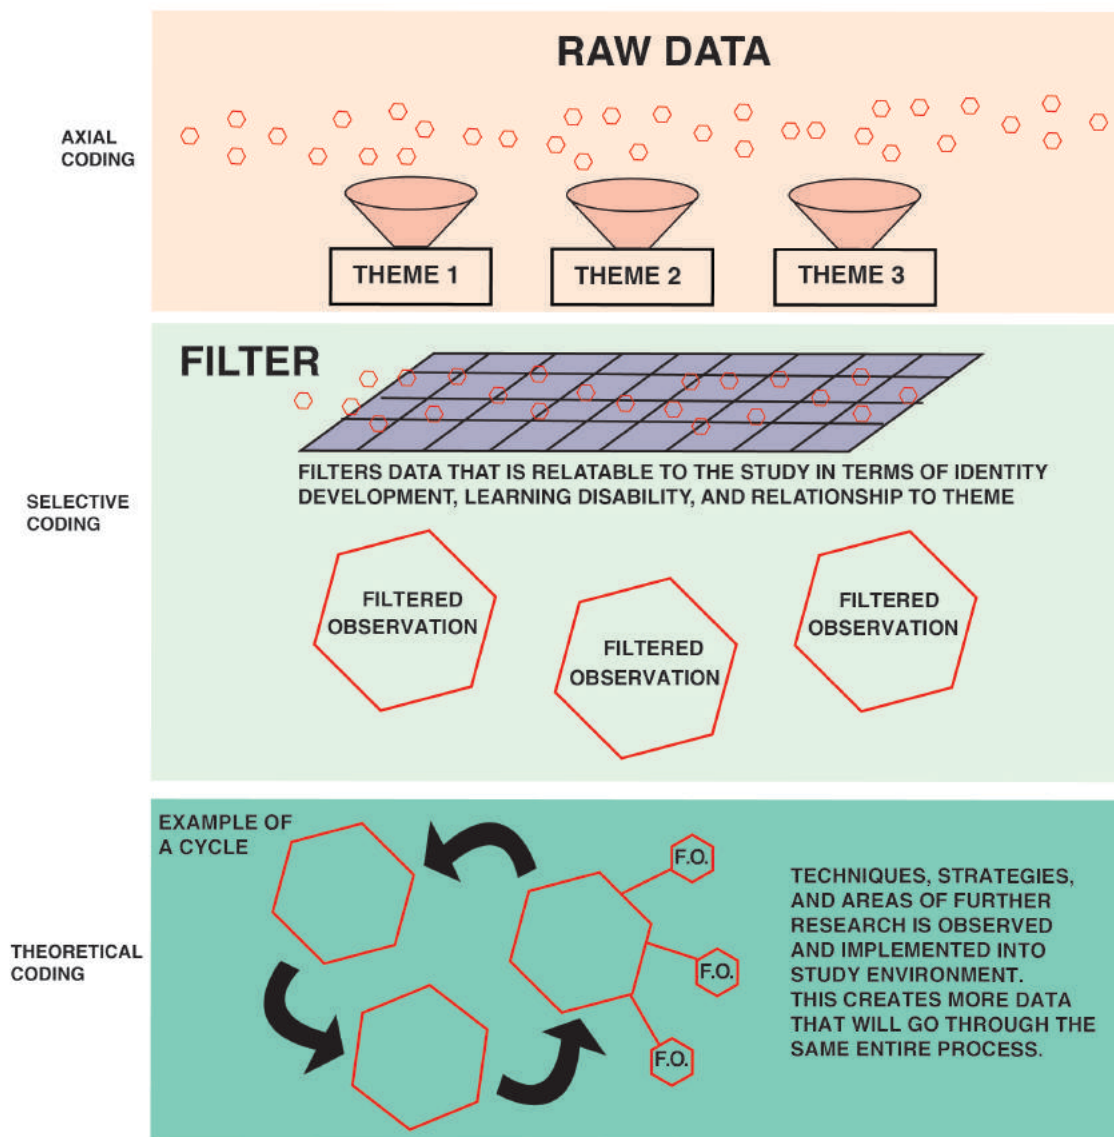 RAW DATA
AXIAL
CODING
THEME 1
THEME 2
THEME 3
FILTER
FILTERS DATA THAT IS RELATABLE TO THE STUDY IN TERMS OF IDENTITY
DEVELOPMENT, LEARNING DISABILITY, AND RELATIONSHIP TO THEME
SELECTIVE
CODING
FILTERED
OBSERVATION
FILTERED
OBSERVATION
FILTERED
OBSERVATION
EXAMPLE OF
A CYCLE
F.O.
F.O.
F.O.
THEORETICAL
CODING
TECHNIQUES, STRATEGIES,
AND AREAS OF FURTHER
RESEARCH IS OBSERVED
AND IMPLEMENTED INTO
STUDY ENVIRONMENT.
THIS CREATES MORE DATA
THAT WILL GO THROUGH THE
SAME ENTIRE PROCESS.